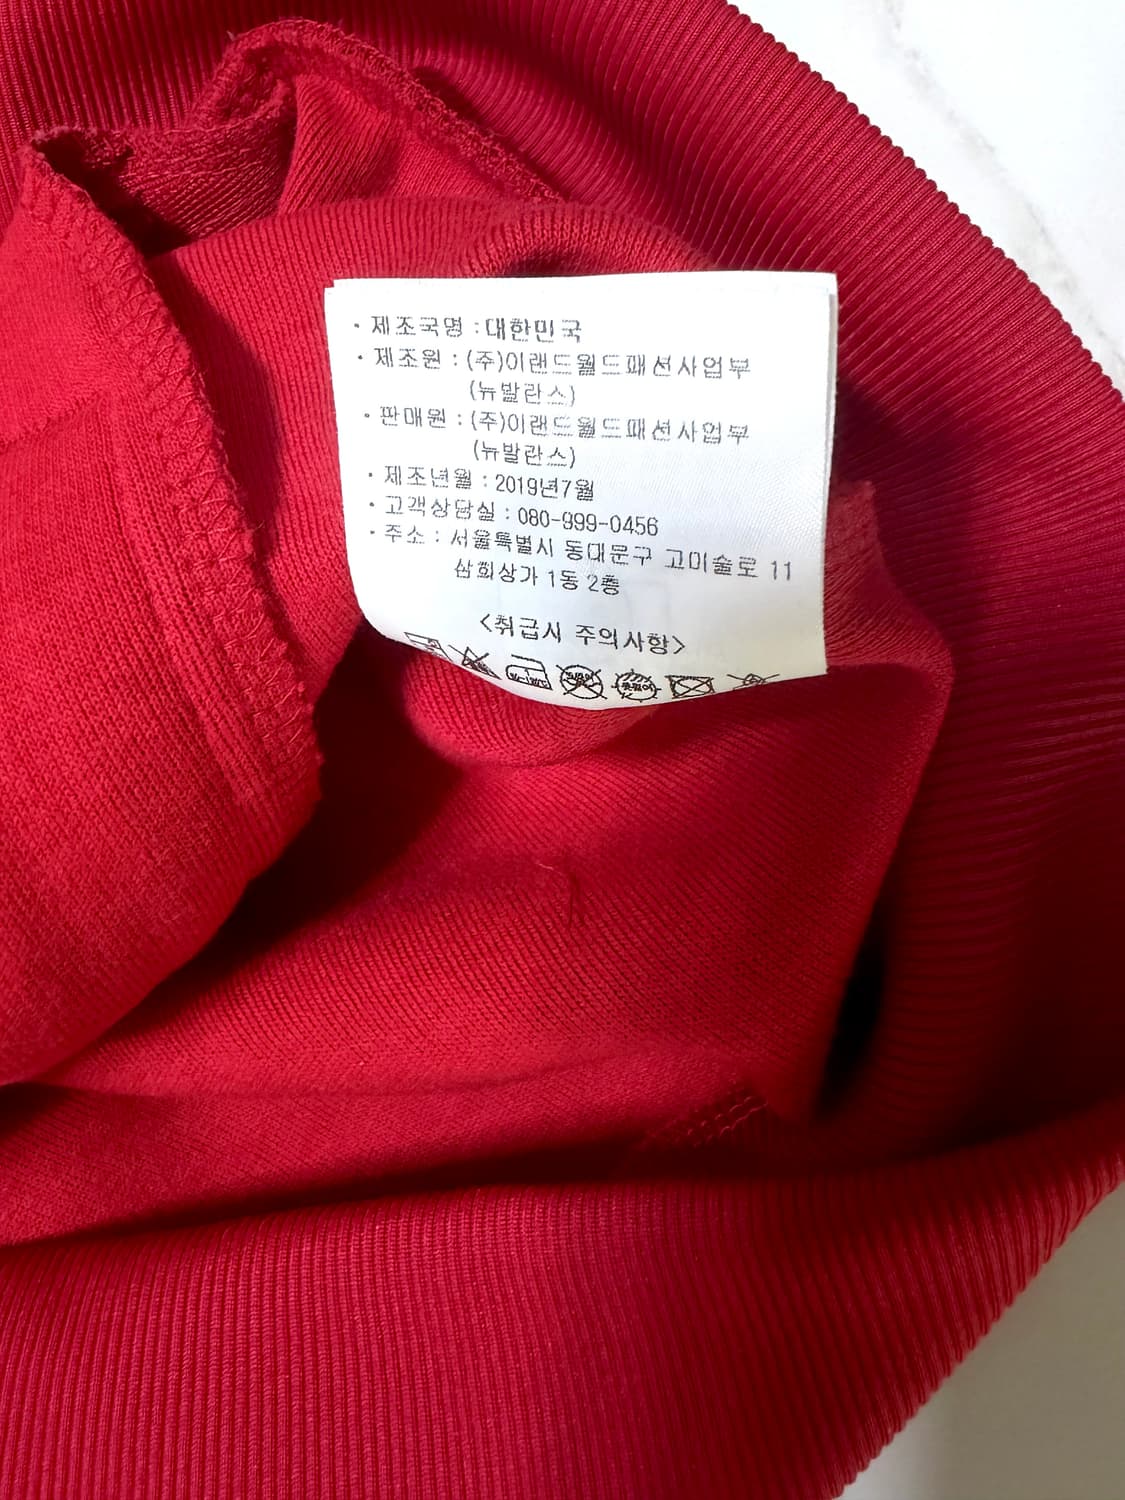 · 제조국명 : 대한민국
· 제조원 : (주)이랜드월드패션사업부
(뉴발란스)
· 판매원 : (주)이랜드월드패션사업부
(뉴발란스)
· 제조년월 : 2019년7월
· 고객상담실 : 080-999-0456
· 주소 : 서울특별시 동대문구 고미술로 11
삼희상가 1동 2층
<취급시 주의사항>